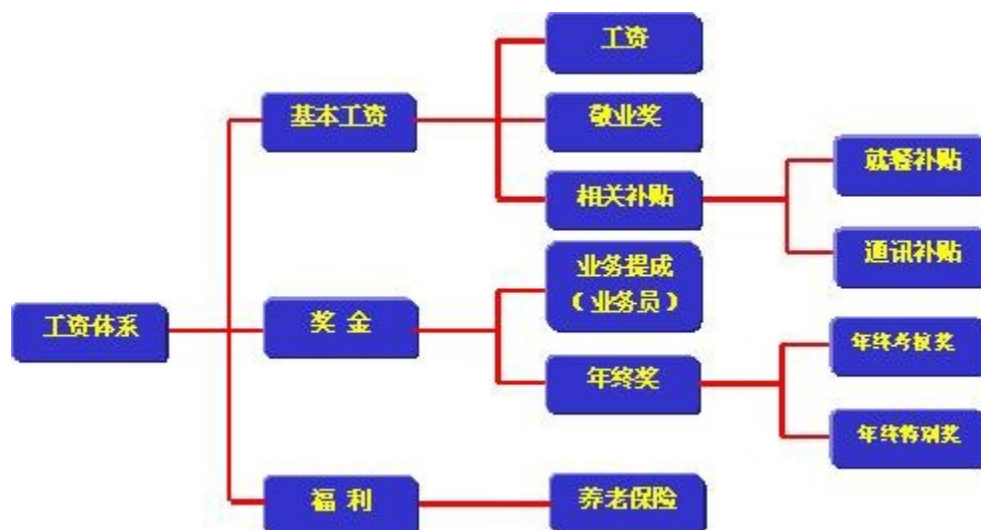 工资
基本工资
敬业奖
就餐补贴
相关补贴
通讯补贴
业务提成
（业务员）
工资体系
奖 金
年终考核奖
年终奖
年终特别奖
福 利
养老保险